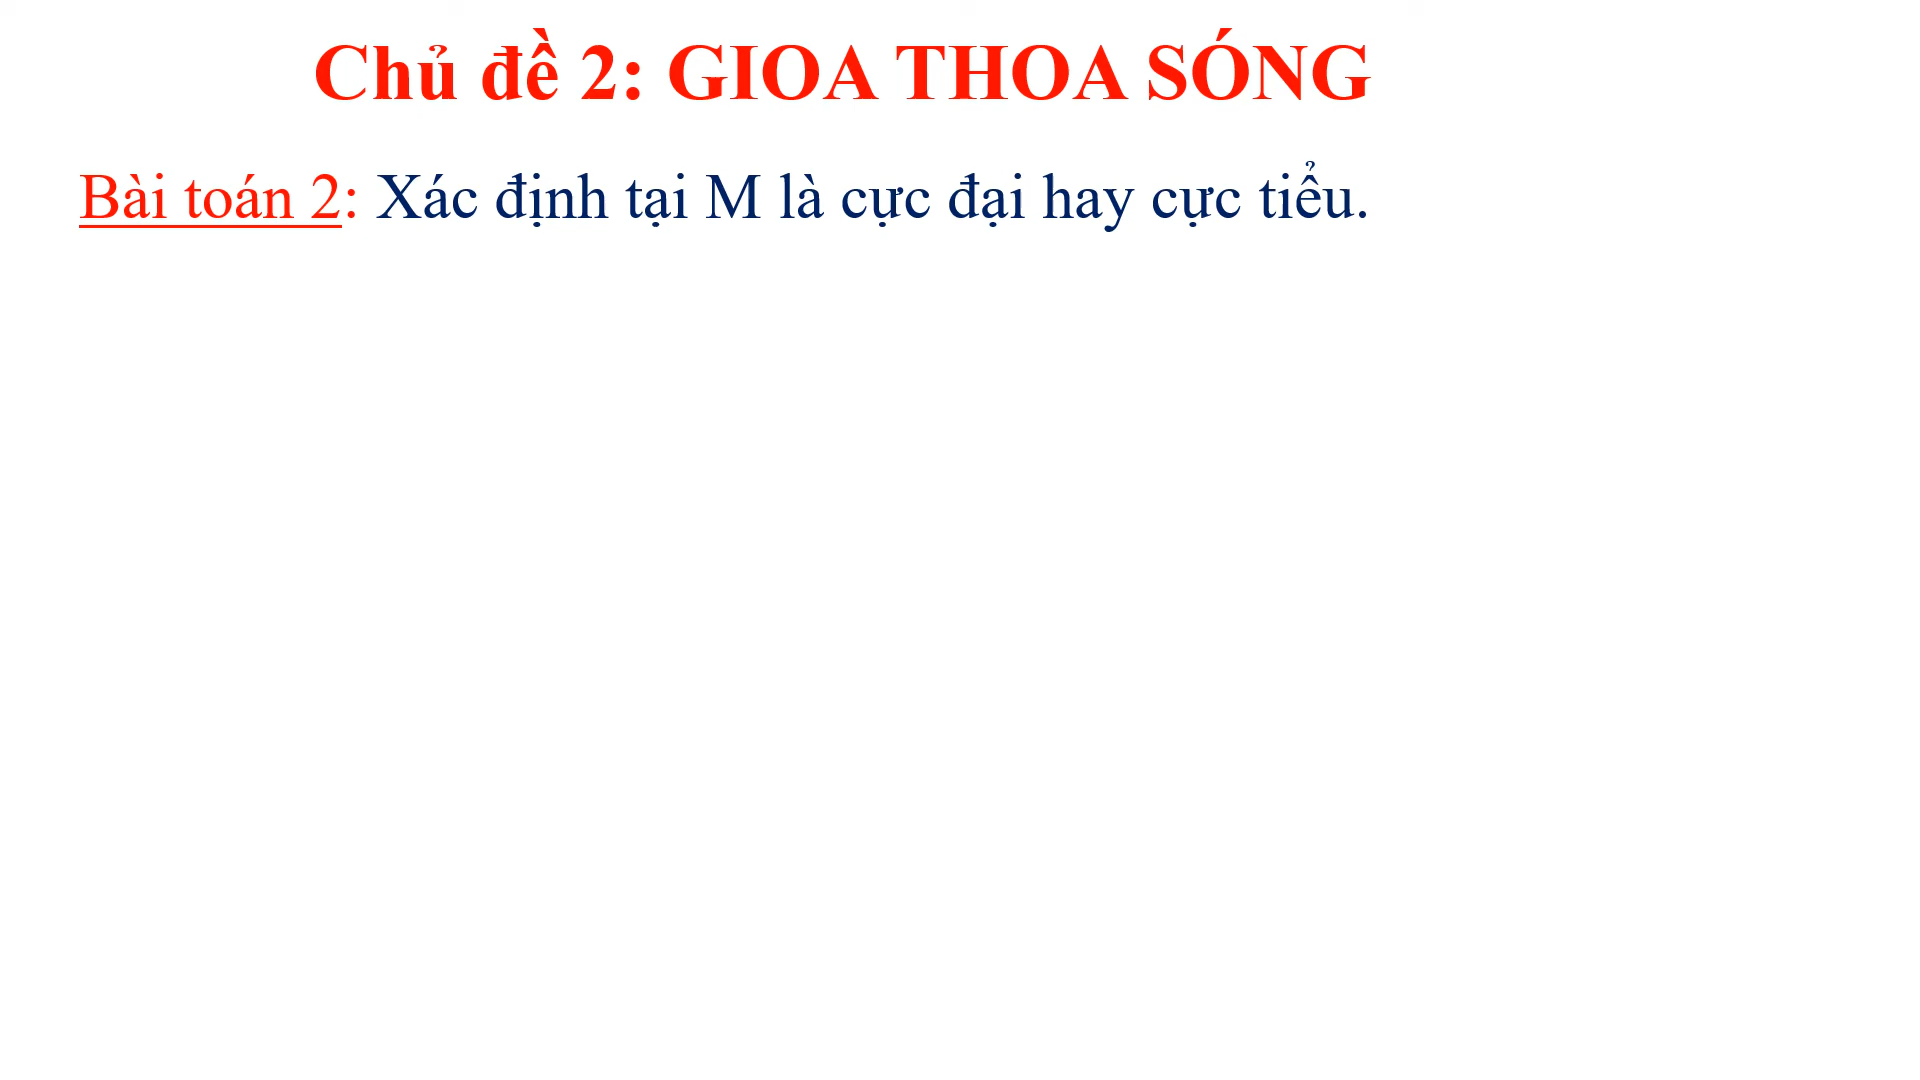 Chủ đề 2: GIOA THOA SÓNG
Bài toán 2: Xác định tại M là cực đại hay cực tiểu.